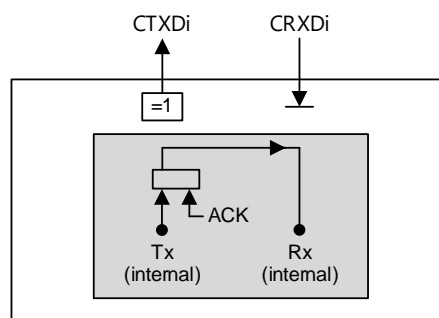 CTXDi CRXDi
=1
ACK
Tx Rx
(internal) (internal)